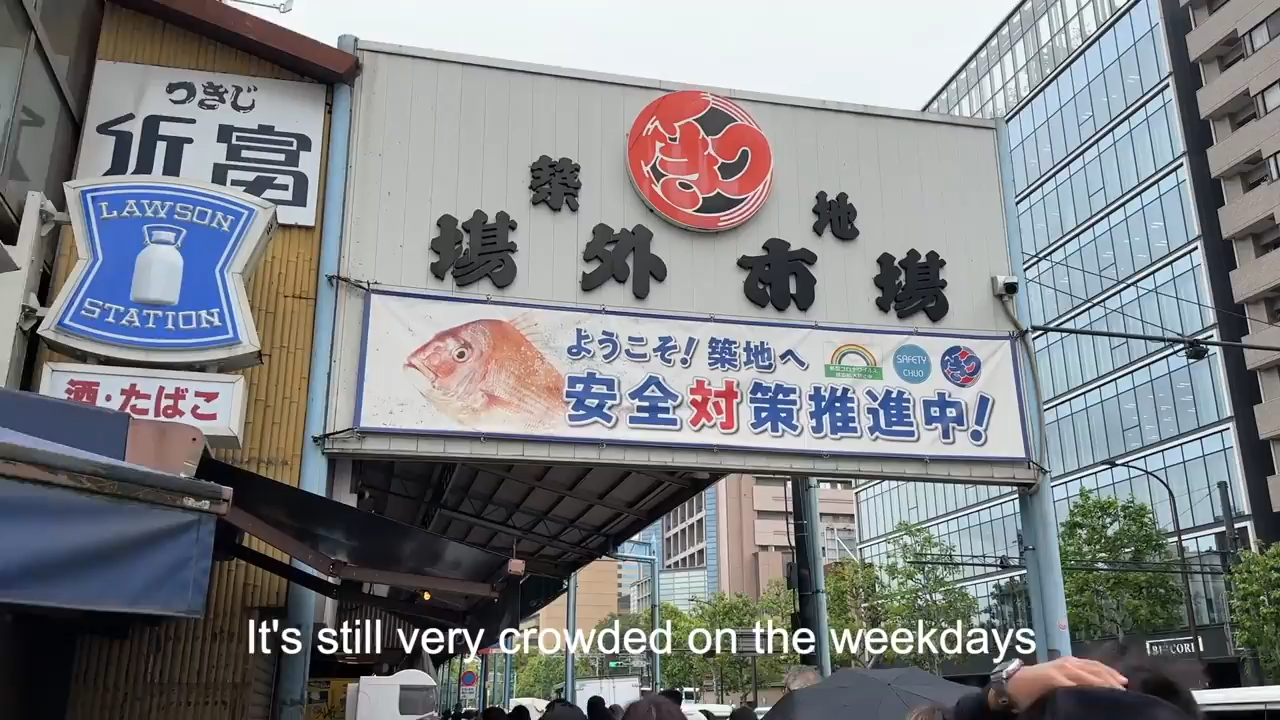 つきじ
近富
LAWSON
STATION
酒・たばこ
築地
場外市場
ようこそ!築地へ
安全対策推進中!
SAFETY
CHUO
It's still very crowded on the weekdays